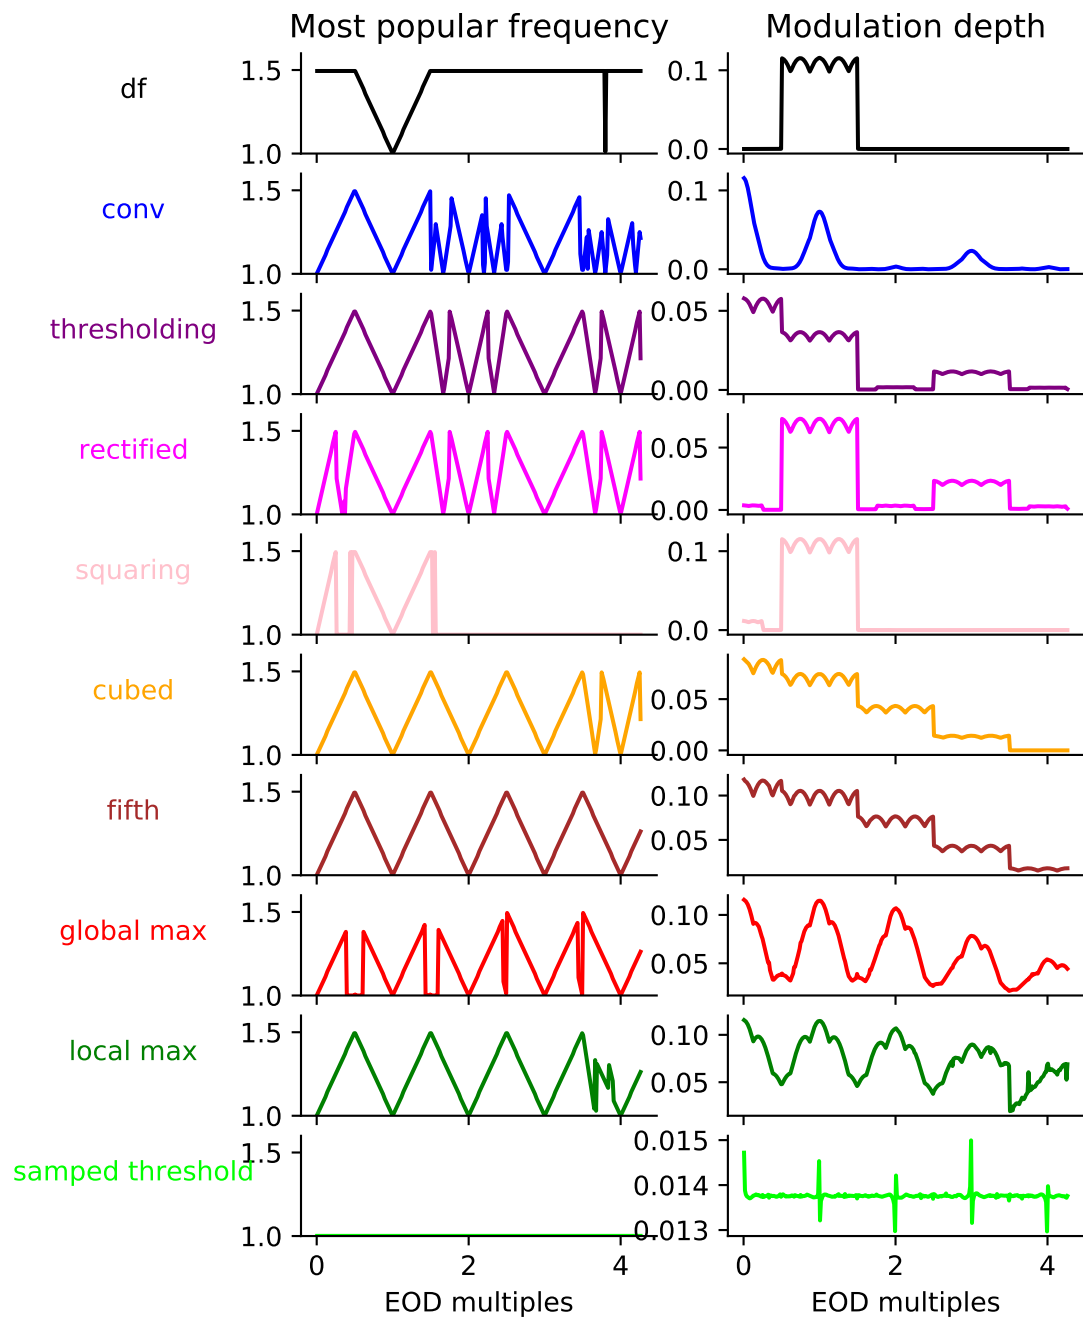 Most popular frequency Modulation depth
df 1.5 1.0 0.1 0.0
conv 1.5 1.0 0.1 0.0
thresholding 1.5 1.0 0.05 0.00
rectified 1.5 1.0 0.05 0.00
squaring 1.5 1.0 0.1 0.0
cubed 1.5 1.0 0.05 0.00
fifth 1.5 1.0 0.10 0.05
global max 1.5 1.0 0.10 0.05
local max 1.5 1.0 0.10 0.05
samped threshold 1.5 1.0 0.015 0.014 0.013
0 2 4 0 2 4
EOD multiples EOD multiples